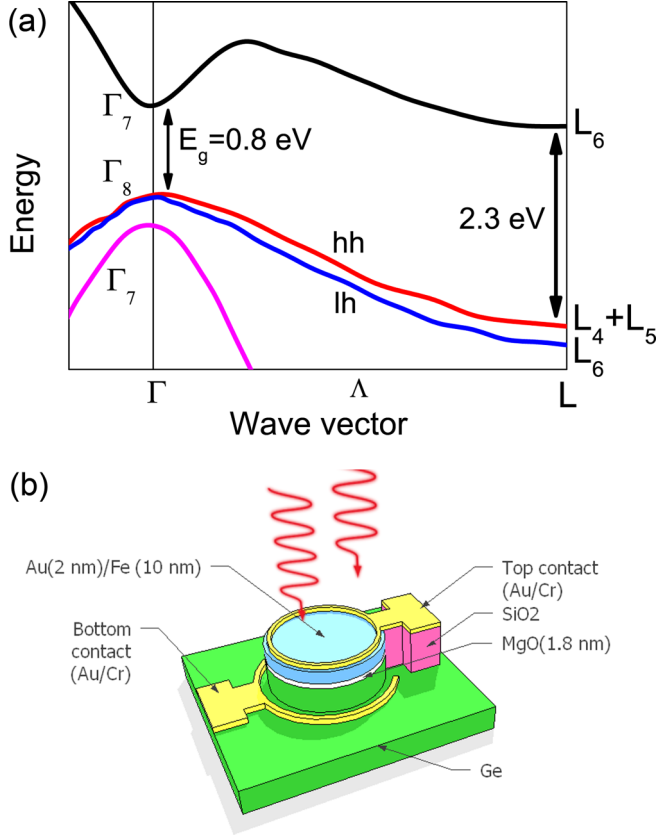 (a)
Energy
Γ₇
E_g=0.8 eV
L₆
Γ₈
2.3 eV
hh
lh
Γ₇
L₄+L₅
L₆
Γ
Λ
L
Wave vector
(b)
Au(2 nm)/Fe (10 nm)
Top contact
(Au/Cr)
SiO2
MgO(1.8 nm)
Bottom
contact
(Au/Cr)
Ge